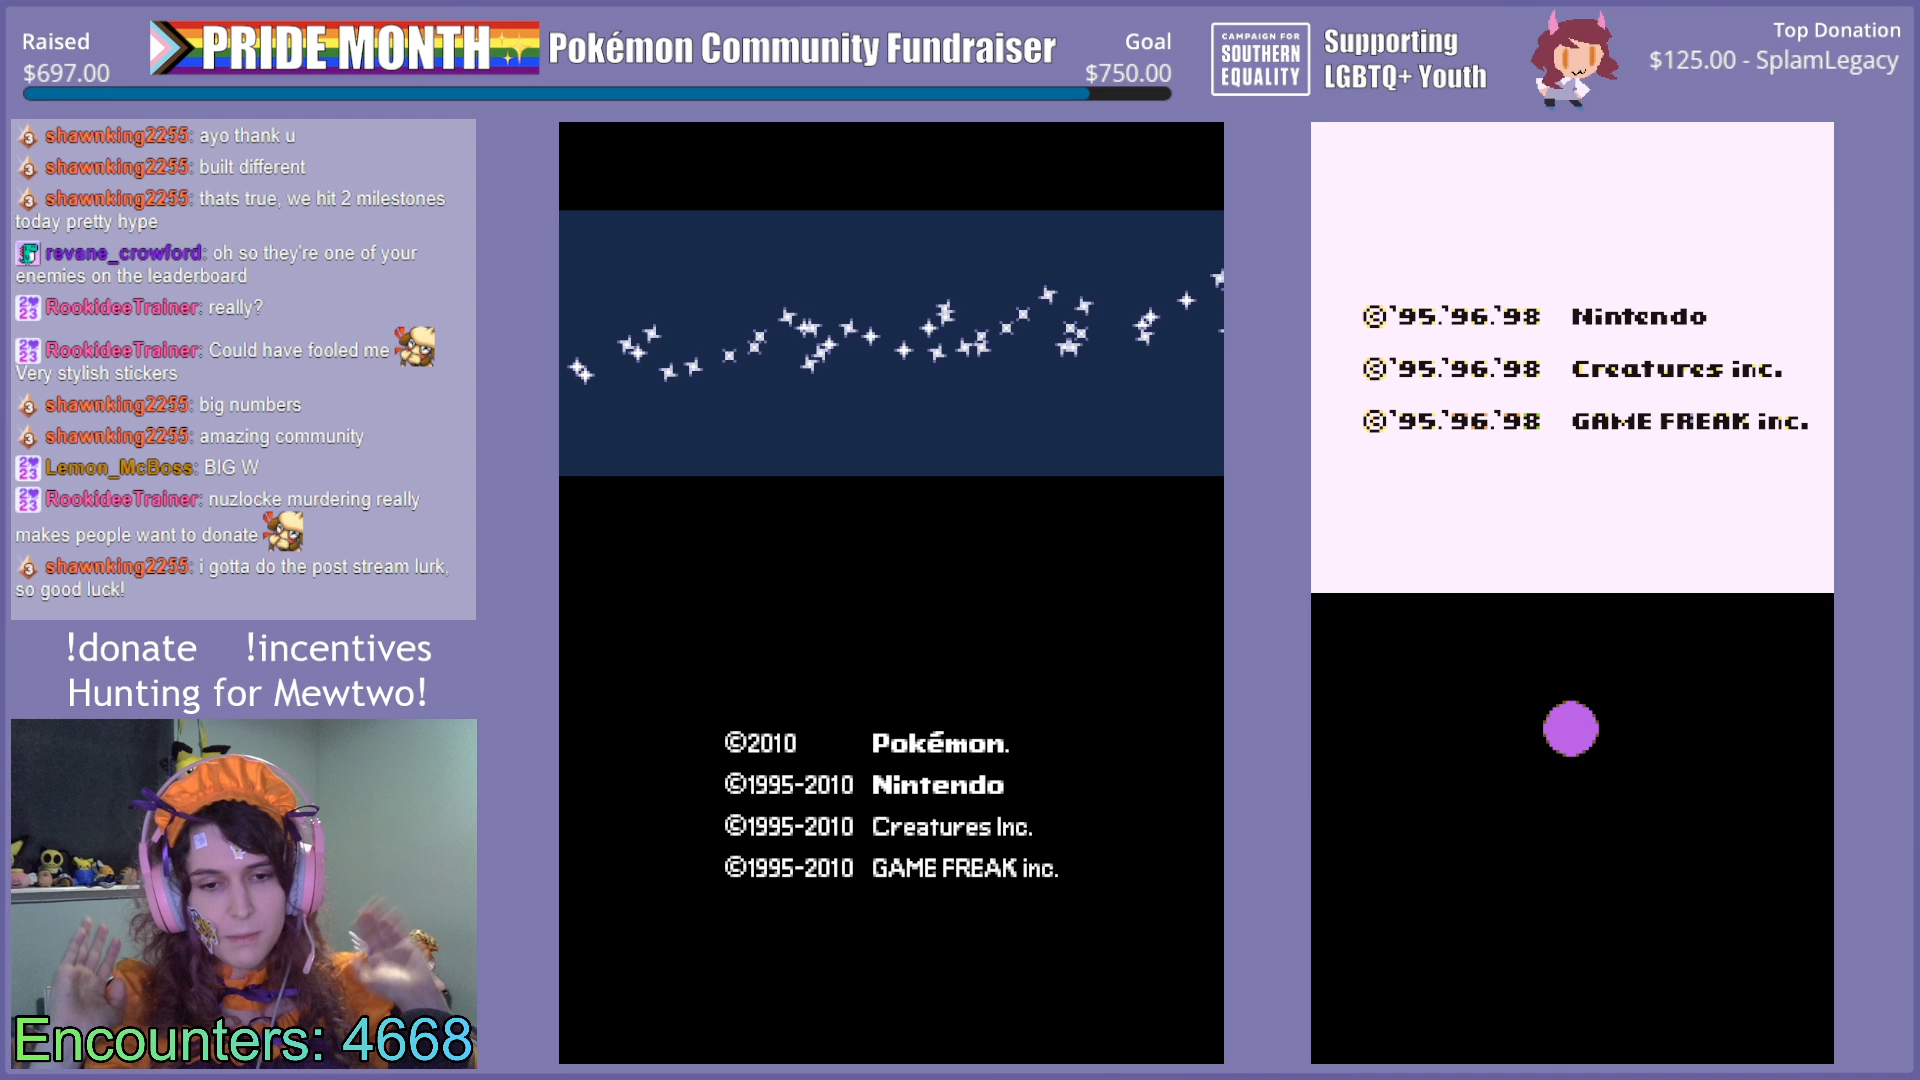 Raised
$697.00
PRIDE MONTH Pokémon Community Fundraiser
Goal
$750.00
CAMPAIGN FOR
SOUTHERN
EQUALITY
Supporting
LGBTQ+ Youth
Top Donation
$125.00 - SplamLegacy
shawnking2255: ayo thank u
shawnking2255: built different
shawnking2255: thats true, we hit 2 milestones
today pretty hype
revane_crowford: oh so they're one of your
enemies on the leaderboard
RookideeTrainer: really?
RookideeTrainer: Could have fooled me
Very stylish stickers
shawnking2255: big numbers
shawnking2255: amazing community
Lemon_McBoss: BIG W
RookideeTrainer: nuzlocke murdering really
makes people want to donate
shawnking2255: i gotta do the post stream lurk,
so good luck!
!donate !incentives
Hunting for Mewtwo!
Encounters: 4668
©2010 Pokémon.
©1995-2010 Nintendo
©1995-2010 Creatures Inc.
©1995-2010 GAME FREAK inc.
©'95.'96.'98 Nintendo
©'95.'96.'98 Creatures inc.
©'95.'96.'98 GAME FREAK inc.